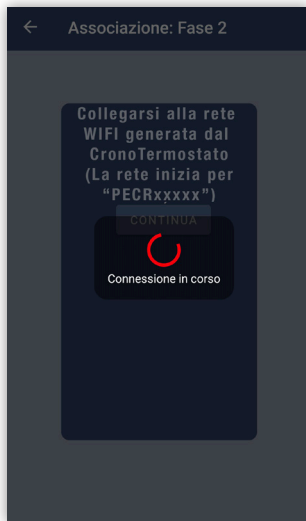 Associazione: Fase 2
Collegarsi alla rete
WIFI generata dal
CronoTermostato
(La rete inizia per
“PECRxxxxx”)
CONTINUA
Connessione in corso